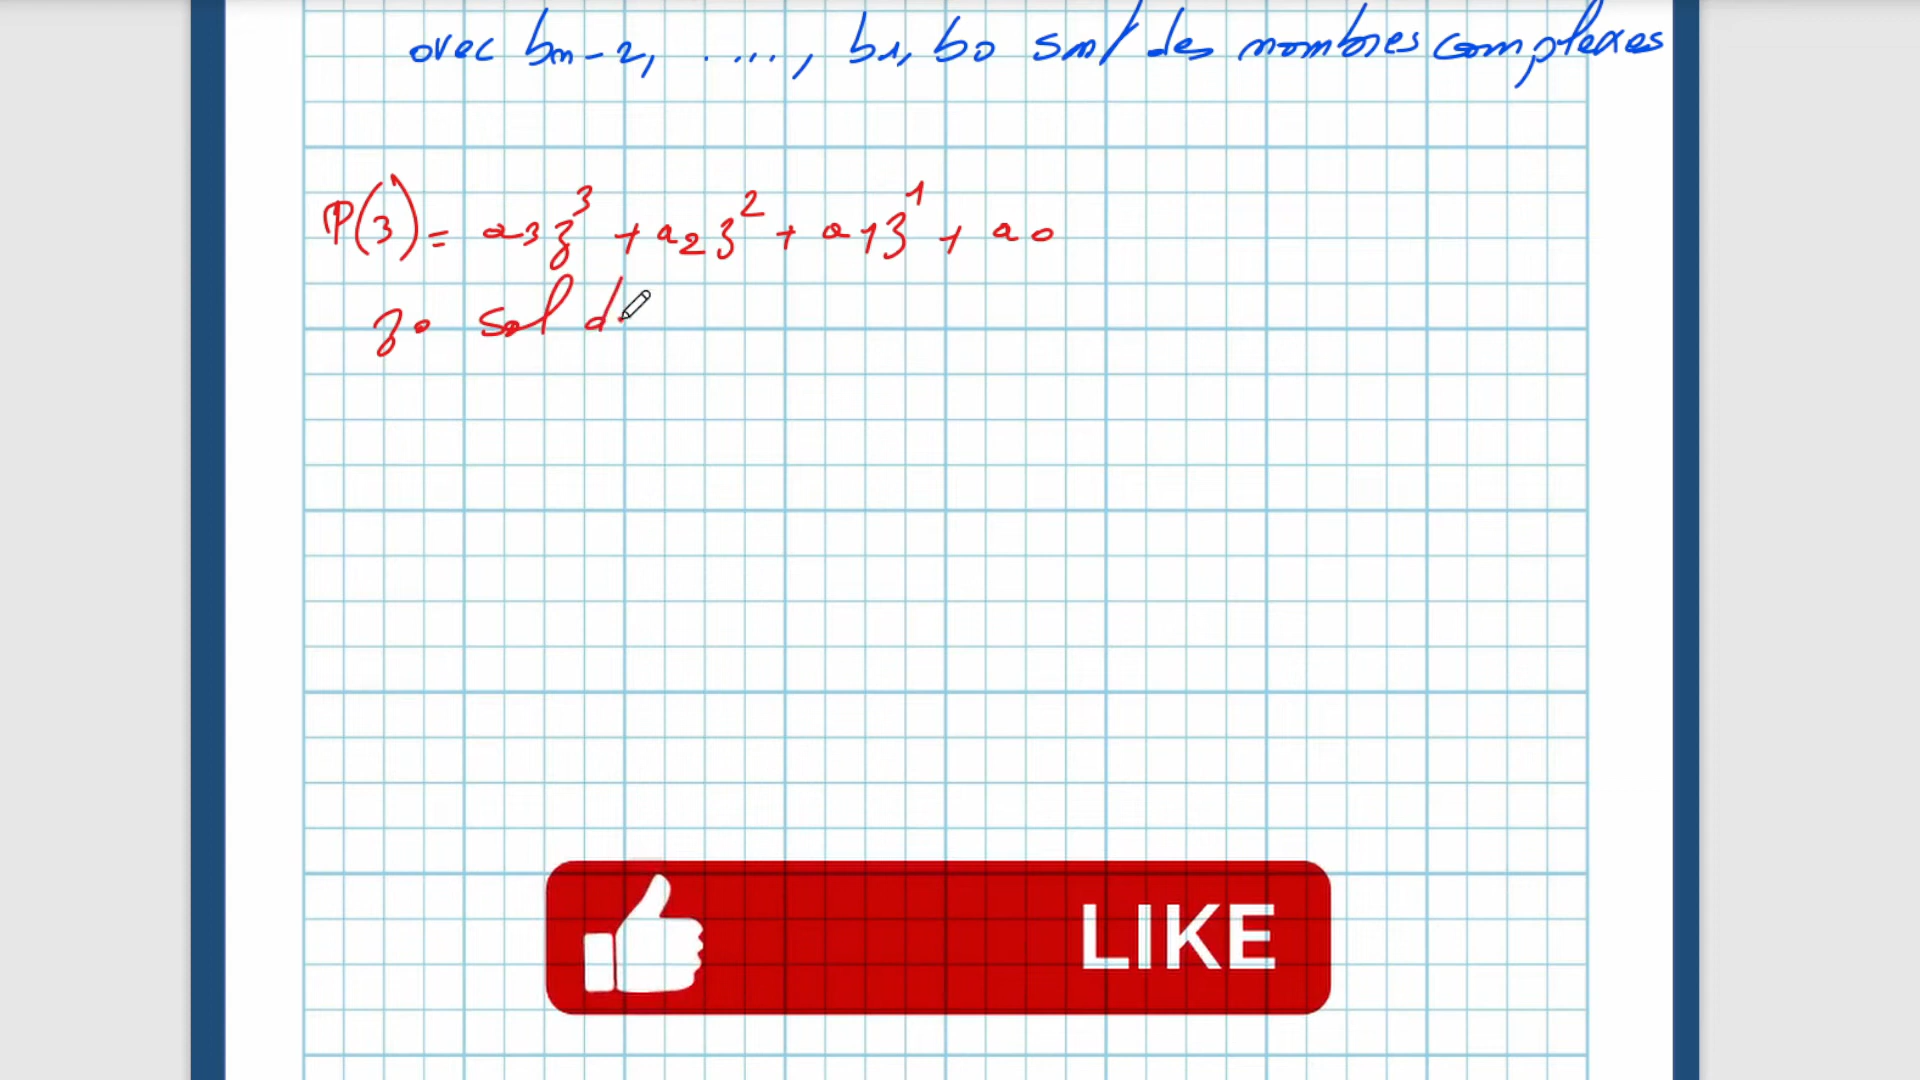 avec bn-2, ...., b1, b0 sont des nombres complexes
P(z) = a3z³ + a2z² + a1z¹ + a0
z0 sol d
LIKE